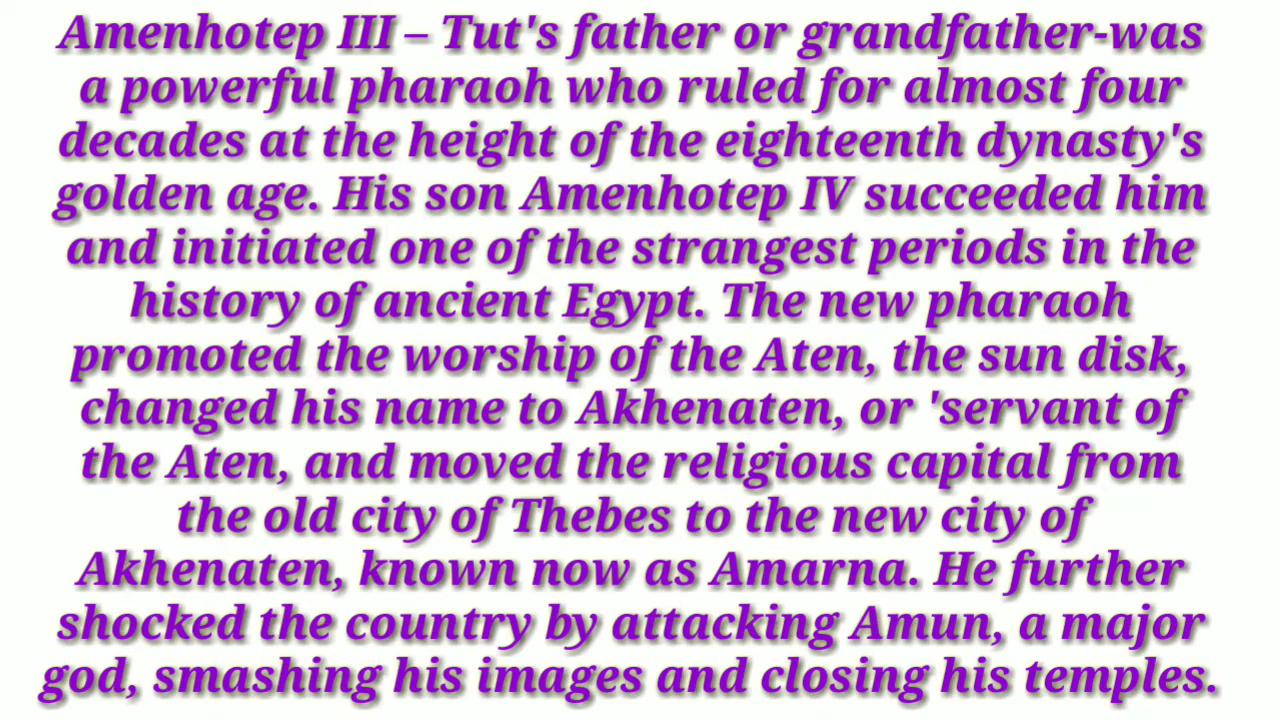 Amenhotep III – Tut's father or grandfather-was
a powerful pharaoh who ruled for almost four
decades at the height of the eighteenth dynasty's
golden age. His son Amenhotep IV succeeded him
and initiated one of the strangest periods in the
history of ancient Egypt. The new pharaoh
promoted the worship of the Aten, the sun disk,
changed his name to Akhenaten, or 'servant of
the Aten, and moved the religious capital from
the old city of Thebes to the new city of
Akhenaten, known now as Amarna. He further
shocked the country by attacking Amun, a major
god, smashing his images and closing his temples.